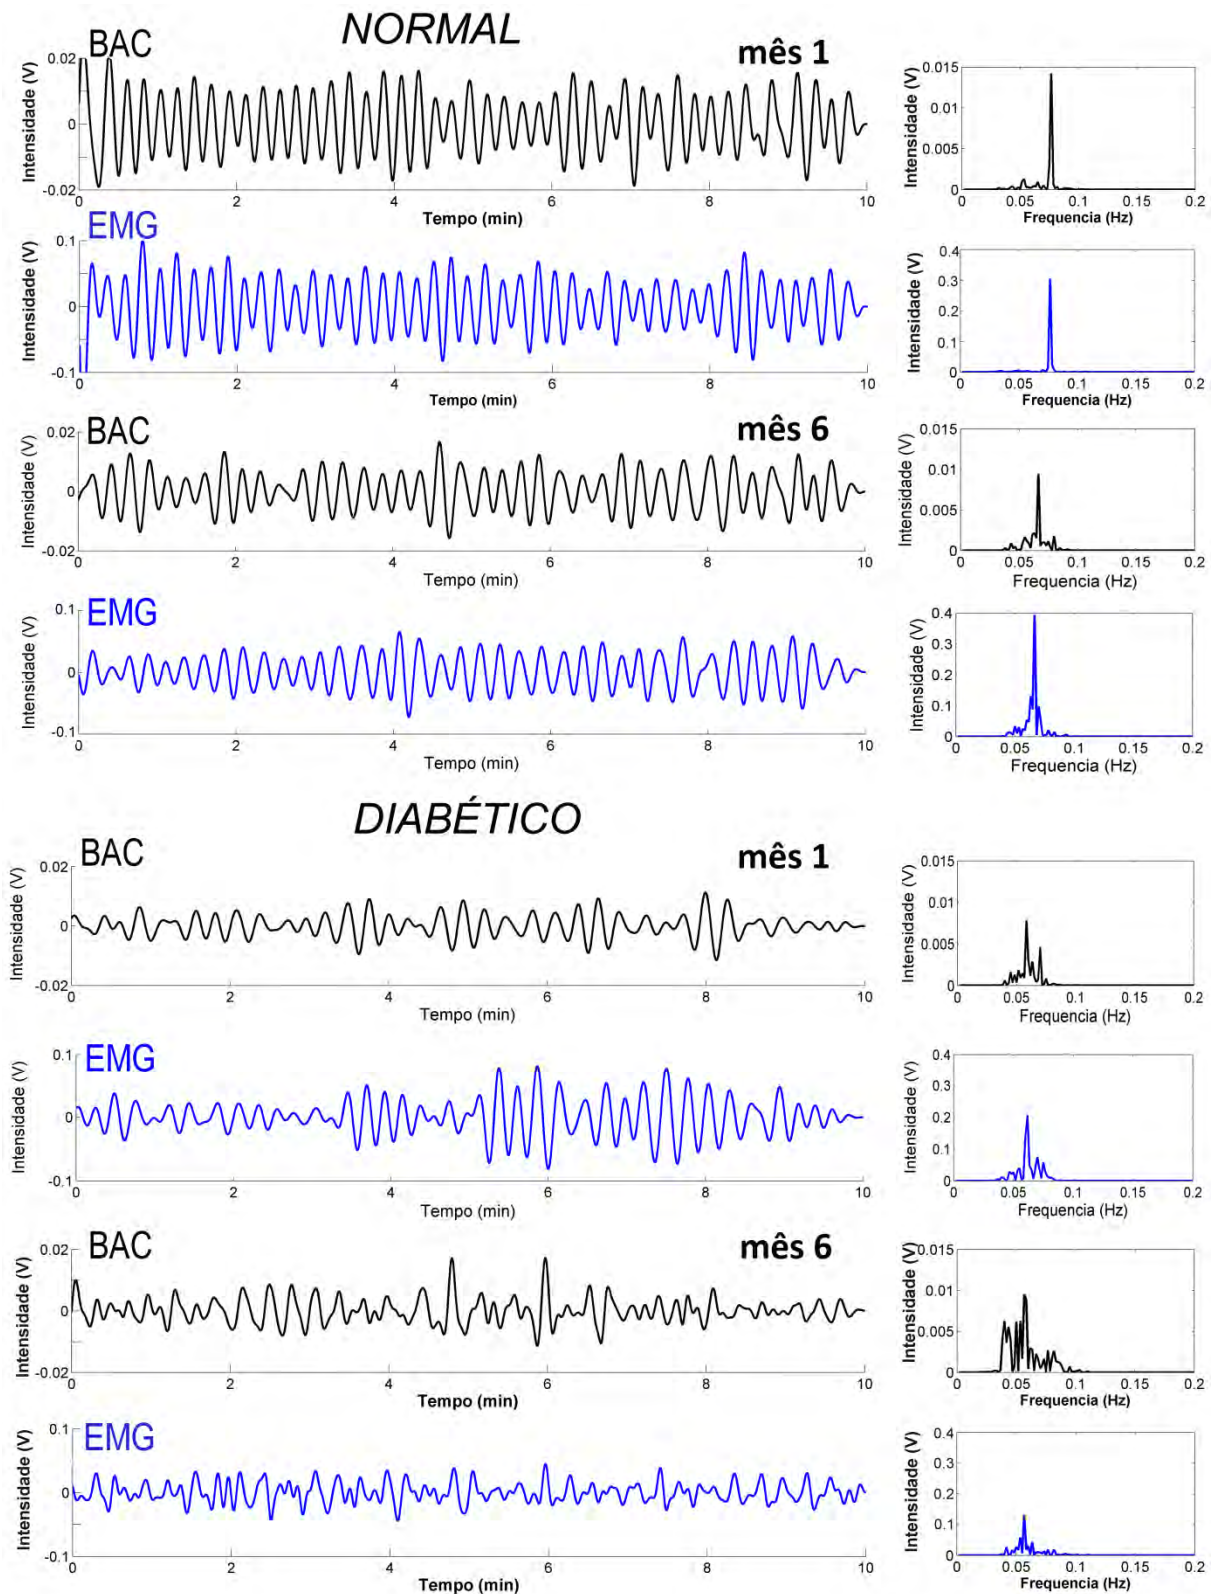 NORMAL
BAC
mês 1
Intensidade (V)
0.02
0
-0.02
0 2 4 6 8 10
Tempo (min)
Intensidade (V)
0.015
0.01
0.005
0
0 0.05 0.1 0.15 0.2
Frequencia (Hz)
EMG
Intensidade (V)
0.1
0
-0.1
0 2 4 6 8 10
Tempo (min)
Intensidade (V)
0.4
0.3
0.2
0.1
0
0 0.05 0.1 0.15 0.2
Frequencia (Hz)
BAC
mês 6
Intensidade (V)
0.02
0
-0.02
0 2 4 6 8 10
Tempo (min)
Intensidade (V)
0.015
0.01
0.005
0
0 0.05 0.1 0.15 0.2
Frequencia (Hz)
EMG
Intensidade (V)
0.1
0
-0.1
0 2 4 6 8 10
Tempo (min)
Intensidade (V)
0.4
0.3
0.2
0.1
0
0 0.05 0.1 0.15 0.2
Frequencia (Hz)
DIABÉTICO
BAC
mês 1
Intensidade (V)
0.02
0
-0.02
0 2 4 6 8 10
Tempo (min)
Intensidade (V)
0.015
0.01
0.005
0
0 0.05 0.1 0.15 0.2
Frequencia (Hz)
EMG
Intensidade (V)
0.1
0
-0.1
0 2 4 6 8 10
Tempo (min)
Intensidade (V)
0.4
0.3
0.2
0.1
0
0 0.05 0.1 0.15 0.2
Frequencia (Hz)
BAC
mês 6
Intensidade (V)
0.02
0
-0.02
0 2 4 6 8 10
Tempo (min)
Intensidade (V)
0.015
0.01
0.005
0
0 0.05 0.1 0.15 0.2
Frequencia (Hz)
EMG
Intensidade (V)
0.1
0
-0.1
0 2 4 6 8 10
Tempo (min)
Intensidade (V)
0.4
0.3
0.2
0.1
0
0 0.05 0.1 0.15 0.2
Frequencia (Hz)